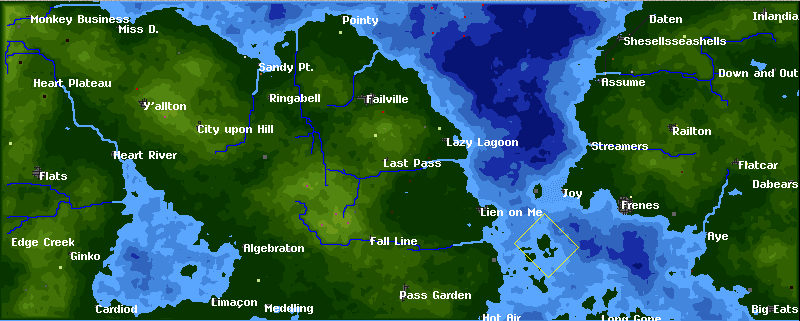 Monkey Business
Miss D.
Pointy
Daten
Inlandia
Shesellsseashells
Sandy Pt.
Down and Out
Heart Plateau
Assume
Y'allton
Ringabell
Failville
City upon Hill
Railton
Lazy Lagoon
Streamers
Heart River
Last Pass
Flatcar
Flats
Dabears
Joy
Frenes
Lien on Me
Aye
Edge Creek
Fall Line
Algebraton
Ginko
Pass Garden
Limaçon
Meddling
Cardiod
Big Eats
Hot Air
Long Gone